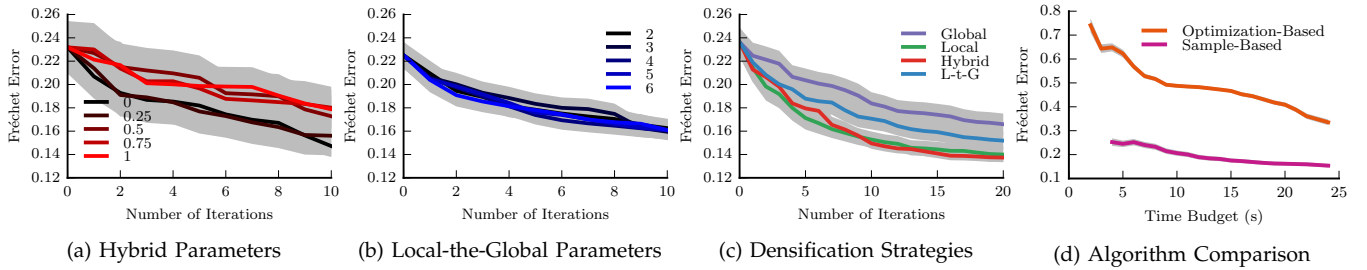 0.26
0.24
0.22
0.20
0.18
0.16
0.14
0.12
Fréchet Error
0
0.25
0.5
0.75
1
0 2 4 6 8 10
Number of Iterations
(a) Hybrid Parameters
0.26
0.24
0.22
0.20
0.18
0.16
0.14
0.12
Fréchet Error
2
3
4
5
6
0 2 4 6 8 10
Number of Iterations
(b) Local-the-Global Parameters
0.26
0.24
0.22
0.20
0.18
0.16
0.14
0.12
Fréchet Error
Global
Local
Hybrid
L-t-G
0 5 10 15 20
Number of Iterations
(c) Densification Strategies
0.8
0.7
0.6
0.5
0.4
0.3
0.2
0.1
Fréchet Error
Optimization-Based
Sample-Based
0 5 10 15 20 25
Time Budget (s)
(d) Algorithm Comparison